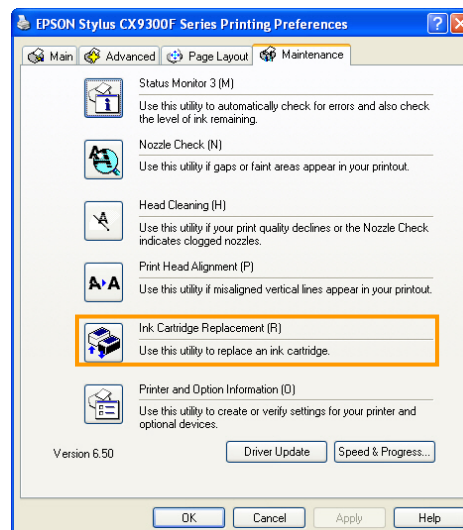 EPSON Stylus CX9300F Series Printing Preferences
Main Advanced Page Layout Maintenance
Status Monitor 3 (M)
Use this utility to automatically check for errors and also check
the level of ink remaining.
Nozzle Check (N)
Use this utility if gaps or faint areas appear in your printout.
Head Cleaning (H)
Use this utility if your print quality declines or the Nozzle Check
indicates clogged nozzles.
Print Head Alignment (P)
Use this utility if misaligned vertical lines appear in your printout.
Ink Cartridge Replacement (R)
Use this utility to replace an ink cartridge.
Printer and Option Information (O)
Use this utility to create or verify settings for your printer and
optional devices.
Version 6.50 Driver Update Speed & Progress...
OK Cancel Apply Help